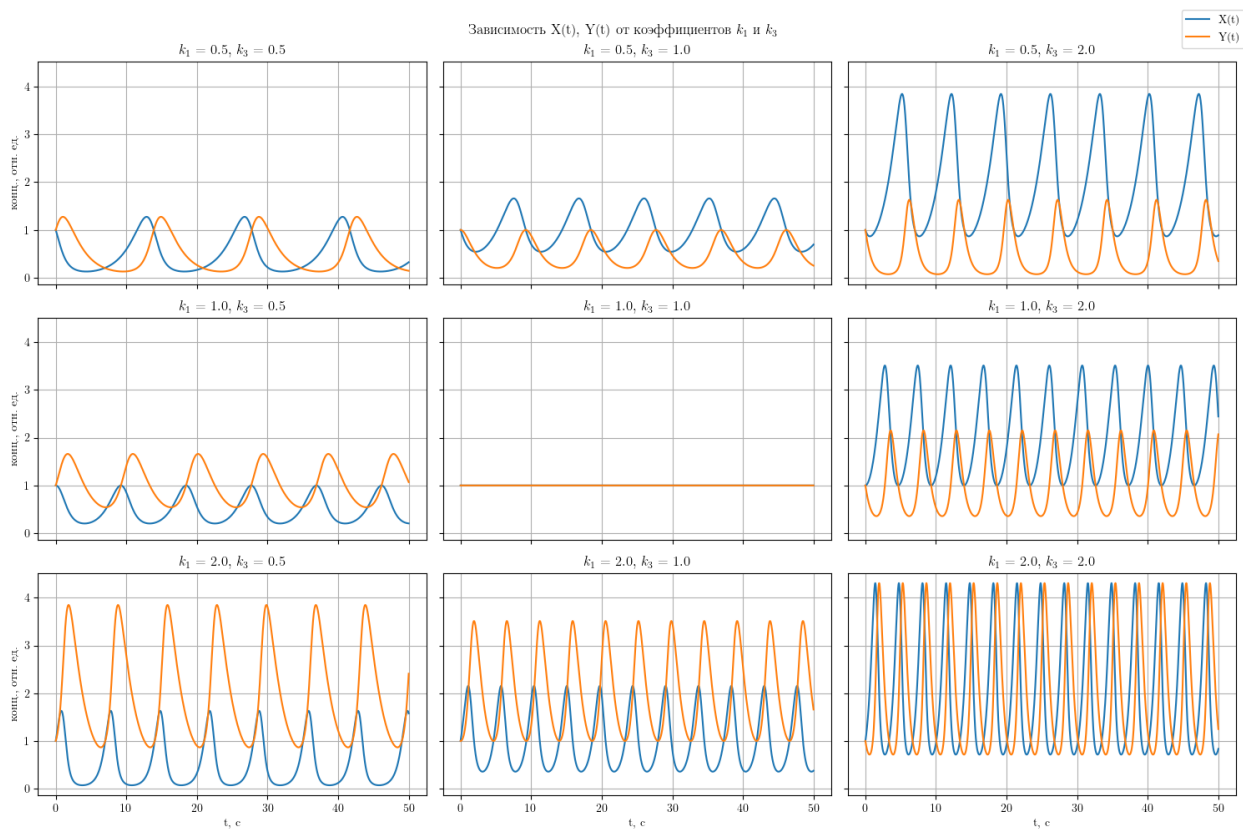 Зависимость X(t), Y(t) от коэффициентов k₁ и k₃
X(t)
Y(t)
k₁ = 0.5, k₃ = 0.5
k₁ = 0.5, k₃ = 1.0
k₁ = 0.5, k₃ = 2.0
конц., отн. ед.
4
3
2
1
0
k₁ = 1.0, k₃ = 0.5
k₁ = 1.0, k₃ = 1.0
k₁ = 1.0, k₃ = 2.0
конц., отн. ед.
4
3
2
1
0
k₁ = 2.0, k₃ = 0.5
k₁ = 2.0, k₃ = 1.0
k₁ = 2.0, k₃ = 2.0
конц., отн. ед.
4
3
2
1
0
0 10 20 30 40 50
0 10 20 30 40 50
0 10 20 30 40 50
t, с
t, с
t, с